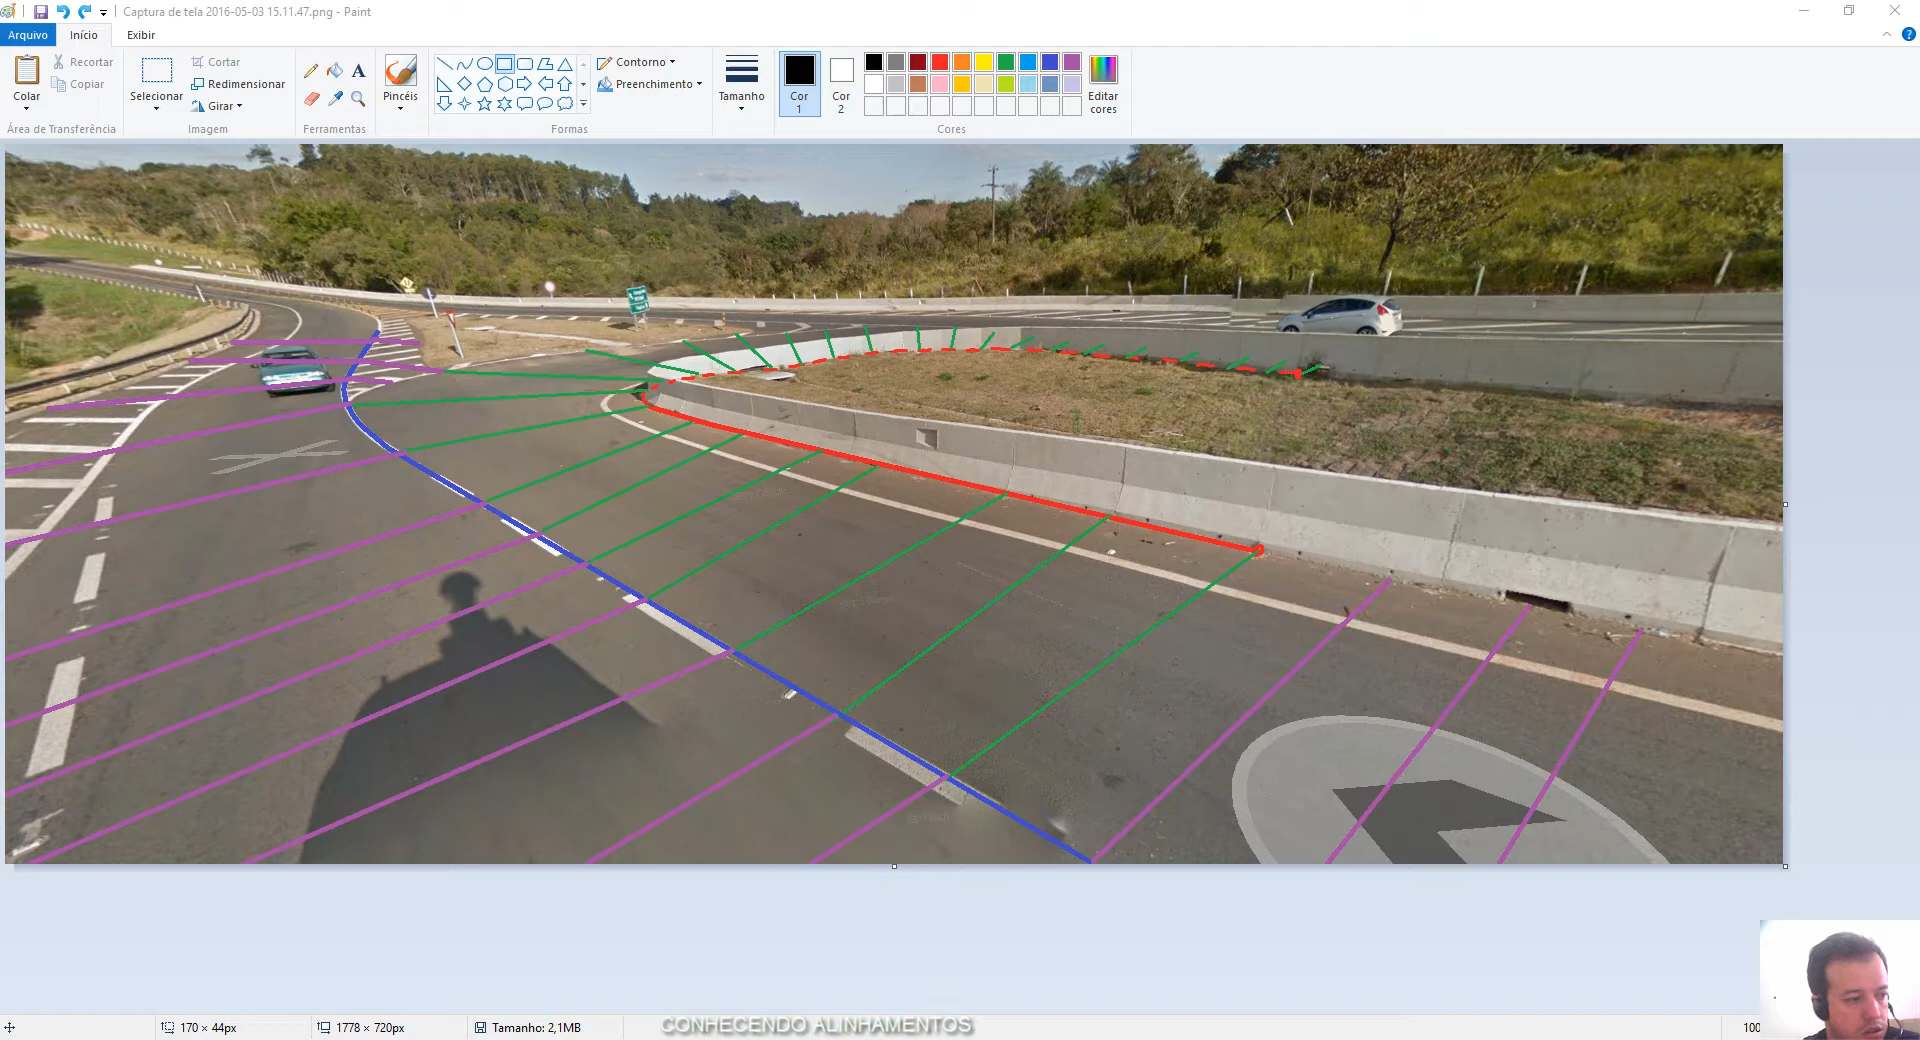 Captura de tela 2016-05-03 15.11.47.png - Paint
Arquivo Início Exibir
Colar
Recortar
Copiar
Área de Transferência
Selecionar
Cortar
Redimensionar
Girar
Imagem
A
Ferramentas
Pincéis
Contorno
Preenchimento
Formas
Tamanho
Cor 1
Cor 2
Editar cores
Cores
170 × 44px
1778 × 720px
Tamanho: 2,1MB
CONHECENDO ALINHAMENTOS
100